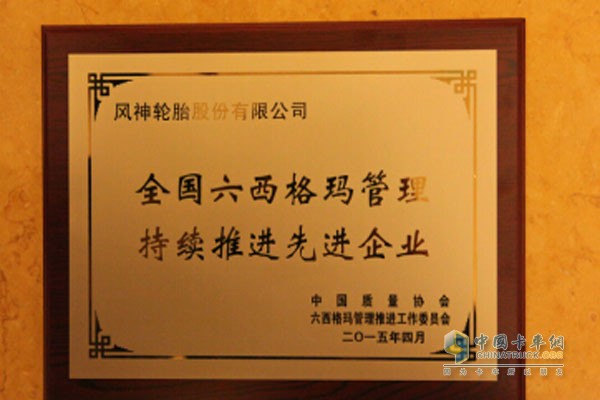 风神轮胎股份有限公司
全国六西格玛管理
持续推进先进企业
中国质量协会
六西格玛管理推进工作委员会
二〇一五年四月
中国卡车网
CHINATRUCK.ORG